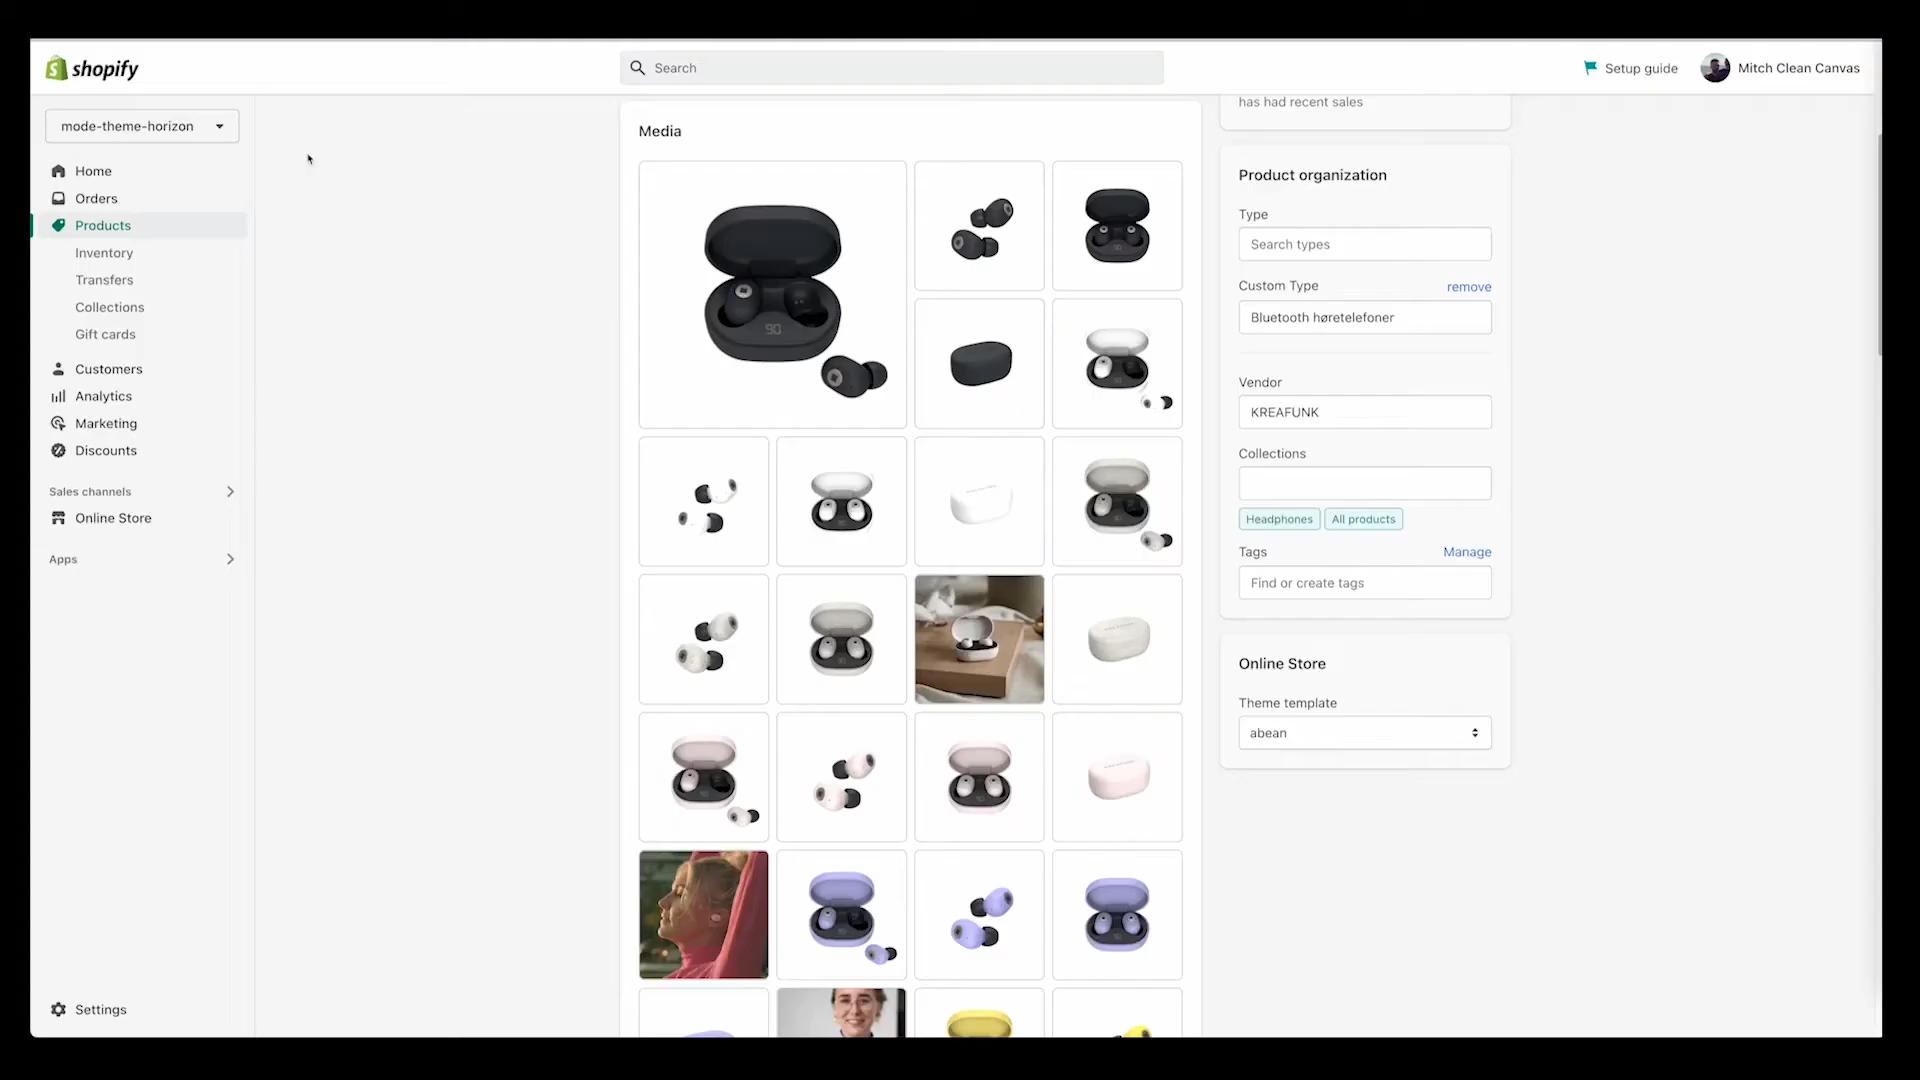 shopify
Search
Setup guide
Mitch Clean Canvas
mode-theme-horizon
Home
Orders
Products
Inventory
Transfers
Collections
Gift cards
Customers
Analytics
Marketing
Discounts
Sales channels
Online Store
Apps
Settings
Media
90
has had recent sales
Product organization
Type
Search types
Custom Type
remove
Bluetooth høretelefoner
Vendor
KREAFUNK
Collections
Headphones
All products
Tags
Manage
Find or create tags
Online Store
Theme template
abean